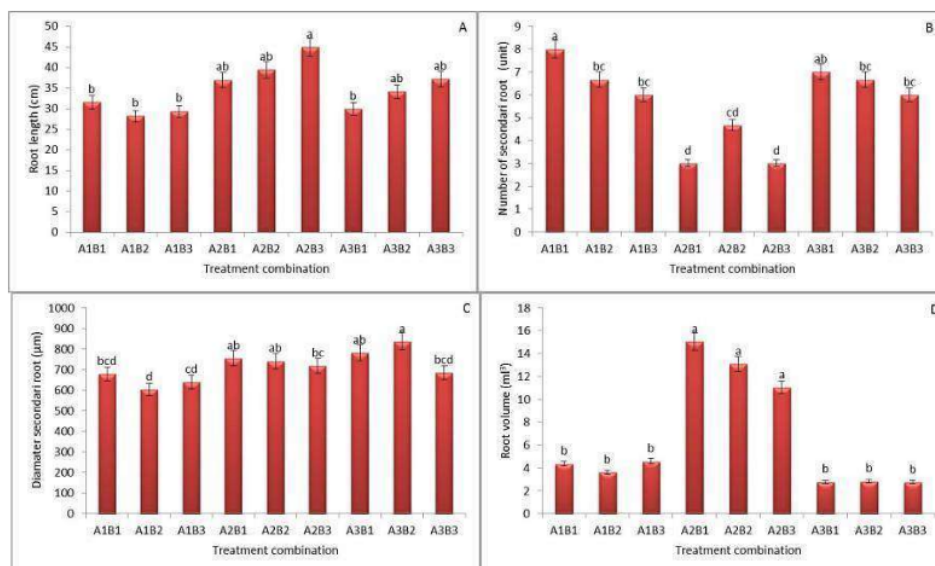 A
Root length (cm)
50
45
40
35
30
25
20
15
10
5
0
b
b
b
ab
ab
a
b
ab
ab
A1B1 A1B2 A1B3 A2B1 A2B2 A2B3 A3B1 A3B2 A3B3
Treatment combination
B
Number of secondari root (unit)
9
8
7
6
5
4
3
2
1
0
a
bc
bc
d
cd
d
ab
bc
bc
A1B1 A1B2 A1B3 A2B1 A2B2 A2B3 A3B1 A3B2 A3B3
Treatment combination
C
Diamater secondari root (µm)
1000
900
800
700
600
500
400
300
200
100
0
bcd
d
cd
ab
ab
bc
ab
a
bcd
A1B1 A1B2 A1B3 A2B1 A2B2 A2B3 A3B1 A3B2 A3B3
Treatment combination
D
Root volume (ml³)
18
16
14
12
10
8
6
4
2
0
b
b
b
a
a
a
b
b
b
A1B1 A1B2 A1B3 A2B1 A2B2 A2B3 A3B1 A3B2 A3B3
Treatment combination